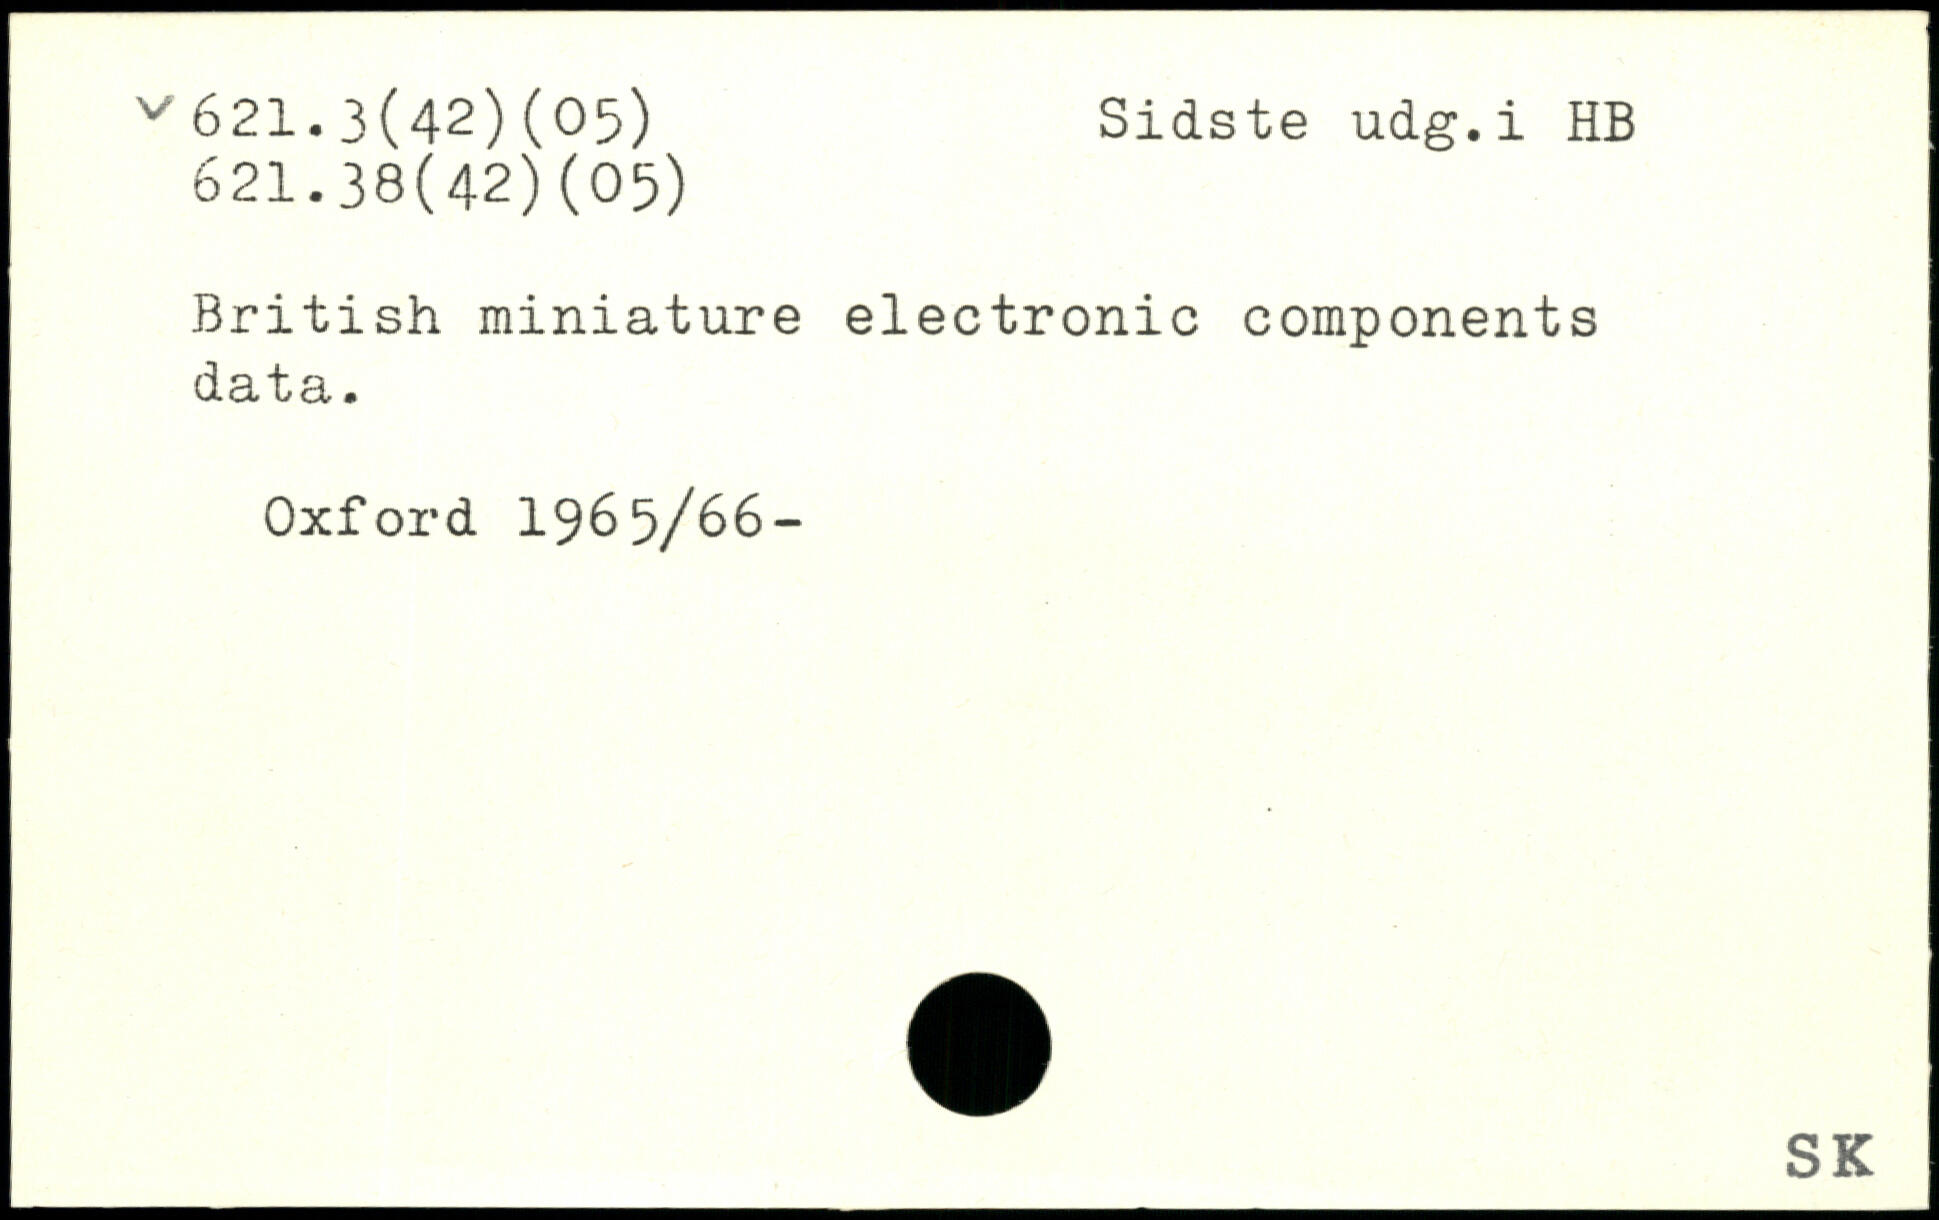 v 621.3(42)(05) Sidste udg.i HB
621.38(42)(05)
British miniature electronic components
data.
Oxford 1965/66-
SK